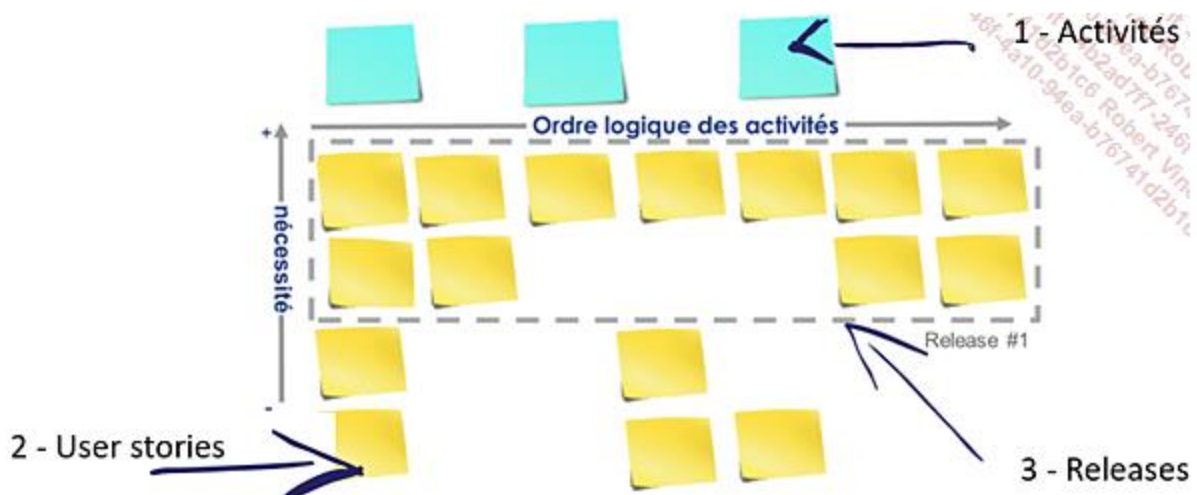 1 - Activités
Ordre logique des activités
+
nécessité
-
Release #1
2 - User stories
3 - Releases